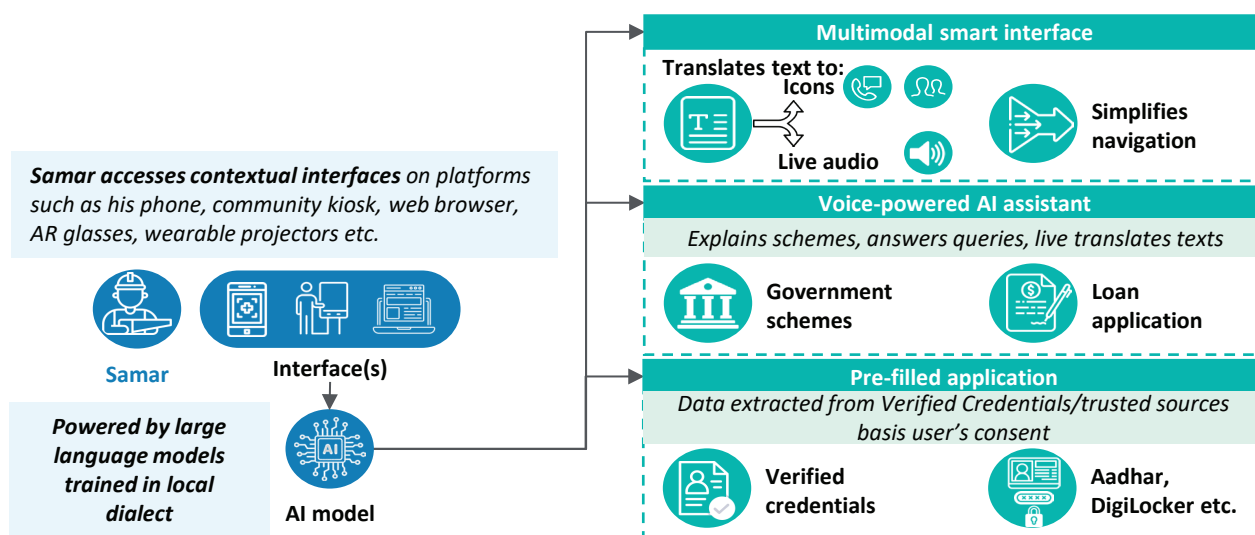 Samar accesses contextual interfaces on platforms
such as his phone, community kiosk, web browser,
AR glasses, wearable projectors etc.
Samar
Interface(s)
Powered by large
language models
trained in local
dialect
AI
AI model
Multimodal smart interface
Translates text to:
Icons
T
Live audio
Simplifies
navigation
Voice-powered AI assistant
Explains schemes, answers queries, live translates texts
Government
schemes
$
Loan
application
Pre-filled application
Data extracted from Verified Credentials/trusted sources
basis user's consent
Verified
credentials
Aadhar,
DigiLocker etc.